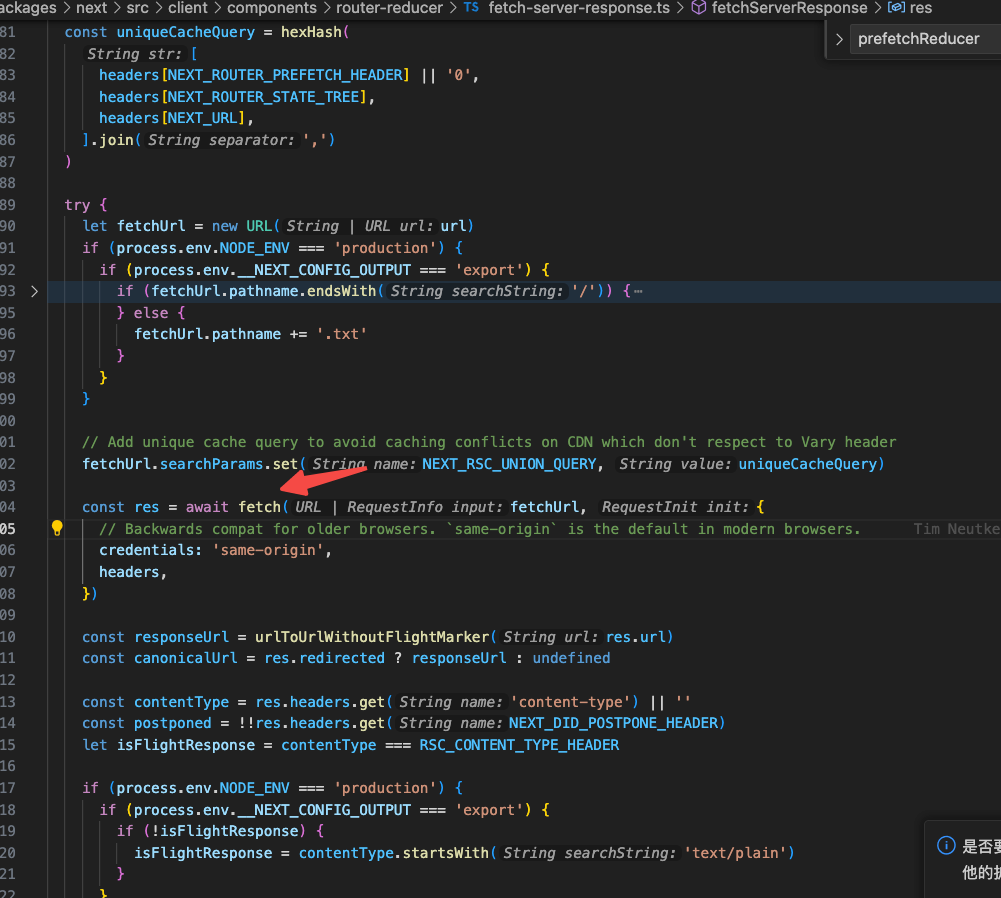 ackages > next > src > client > components > router-reducer > TS fetch-server-response.ts > fetchServerResponse > res
prefetchReducer
81 const uniqueCacheQuery = hexHash(
82 String str: [
83 headers[NEXT_ROUTER_PREFETCH_HEADER] || '0',
84 headers[NEXT_ROUTER_STATE_TREE],
85 headers[NEXT_URL],
86 ].join( String separator: ',')
87 )
88
89 try {
90 let fetchUrl = new URL( String | URL url: url)
91 if (process.env.NODE_ENV === 'production') {
92 if (process.env.__NEXT_CONFIG_OUTPUT === 'export') {
93 if (fetchUrl.pathname.endsWith( String searchString: '/')) { ⋯
95 } else {
96 fetchUrl.pathname += '.txt'
97 }
98 }
99 }
00
01 // Add unique cache query to avoid caching conflicts on CDN which don't respect to Vary header
02 fetchUrl.searchParams.set( String name: NEXT_RSC_UNION_QUERY, String value: uniqueCacheQuery)
03
04 const res = await fetch( URL | RequestInfo input: fetchUrl, RequestInit init: {
05 // Backwards compat for older browsers. `same-origin` is the default in modern browsers. Tim Neutke
06 credentials: 'same-origin',
07 headers,
08 })
09
10 const responseUrl = urlToUrlWithoutFlightMarker( String url: res.url)
11 const canonicalUrl = res.redirected ? responseUrl : undefined
12
13 const contentType = res.headers.get( String name: 'content-type') || ''
14 const postponed = !!res.headers.get( String name: NEXT_DID_POSTPONE_HEADER)
15 let isFlightResponse = contentType === RSC_CONTENT_TYPE_HEADER
16
17 if (process.env.NODE_ENV === 'production') {
18 if (process.env.__NEXT_CONFIG_OUTPUT === 'export') {
19 if (!isFlightResponse) {
20 isFlightResponse = contentType.startsWith( String searchString: 'text/plain')
21 }
22 }
是否要
他的